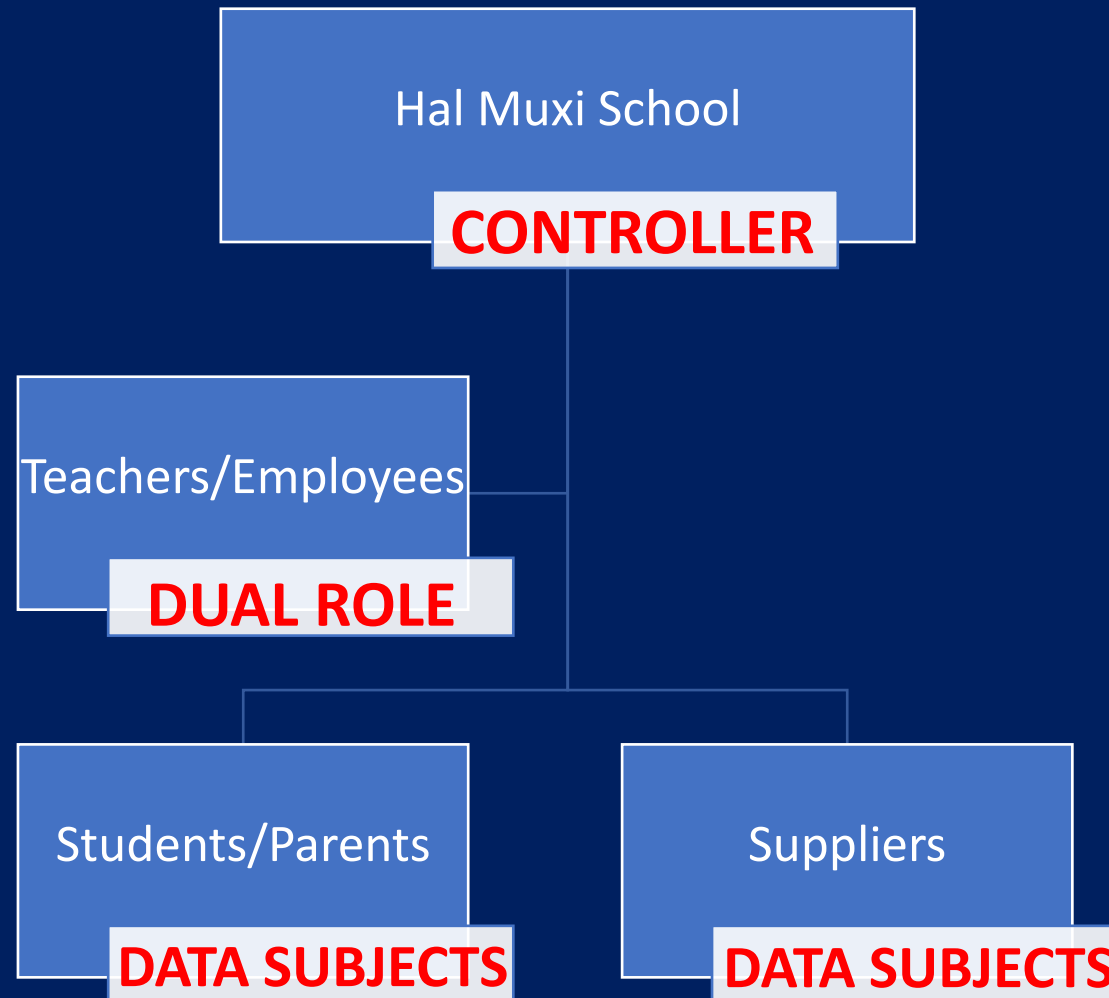 Hal Muxi School
CONTROLLER
Teachers/Employees
DUAL ROLE
Students/Parents
DATA SUBJECTS
Suppliers
DATA SUBJECTS